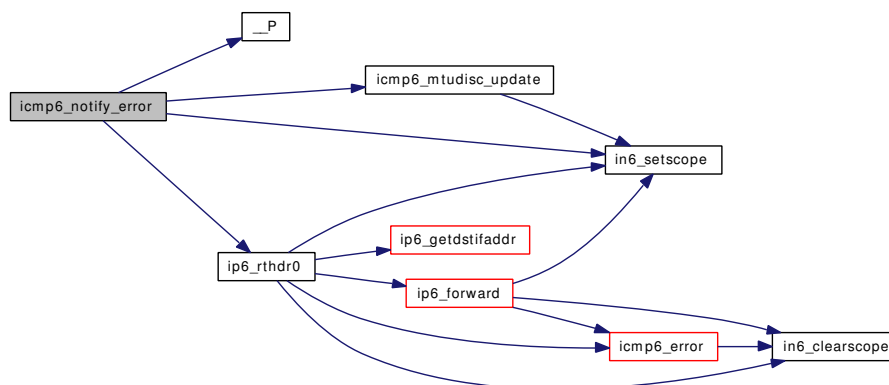 __P
icmp6_mtudisc_update
icmp6_notify_error
in6_setscope
ip6_getdstifaddr
ip6_rthdr0
ip6_forward
icmp6_error
in6_clearscope